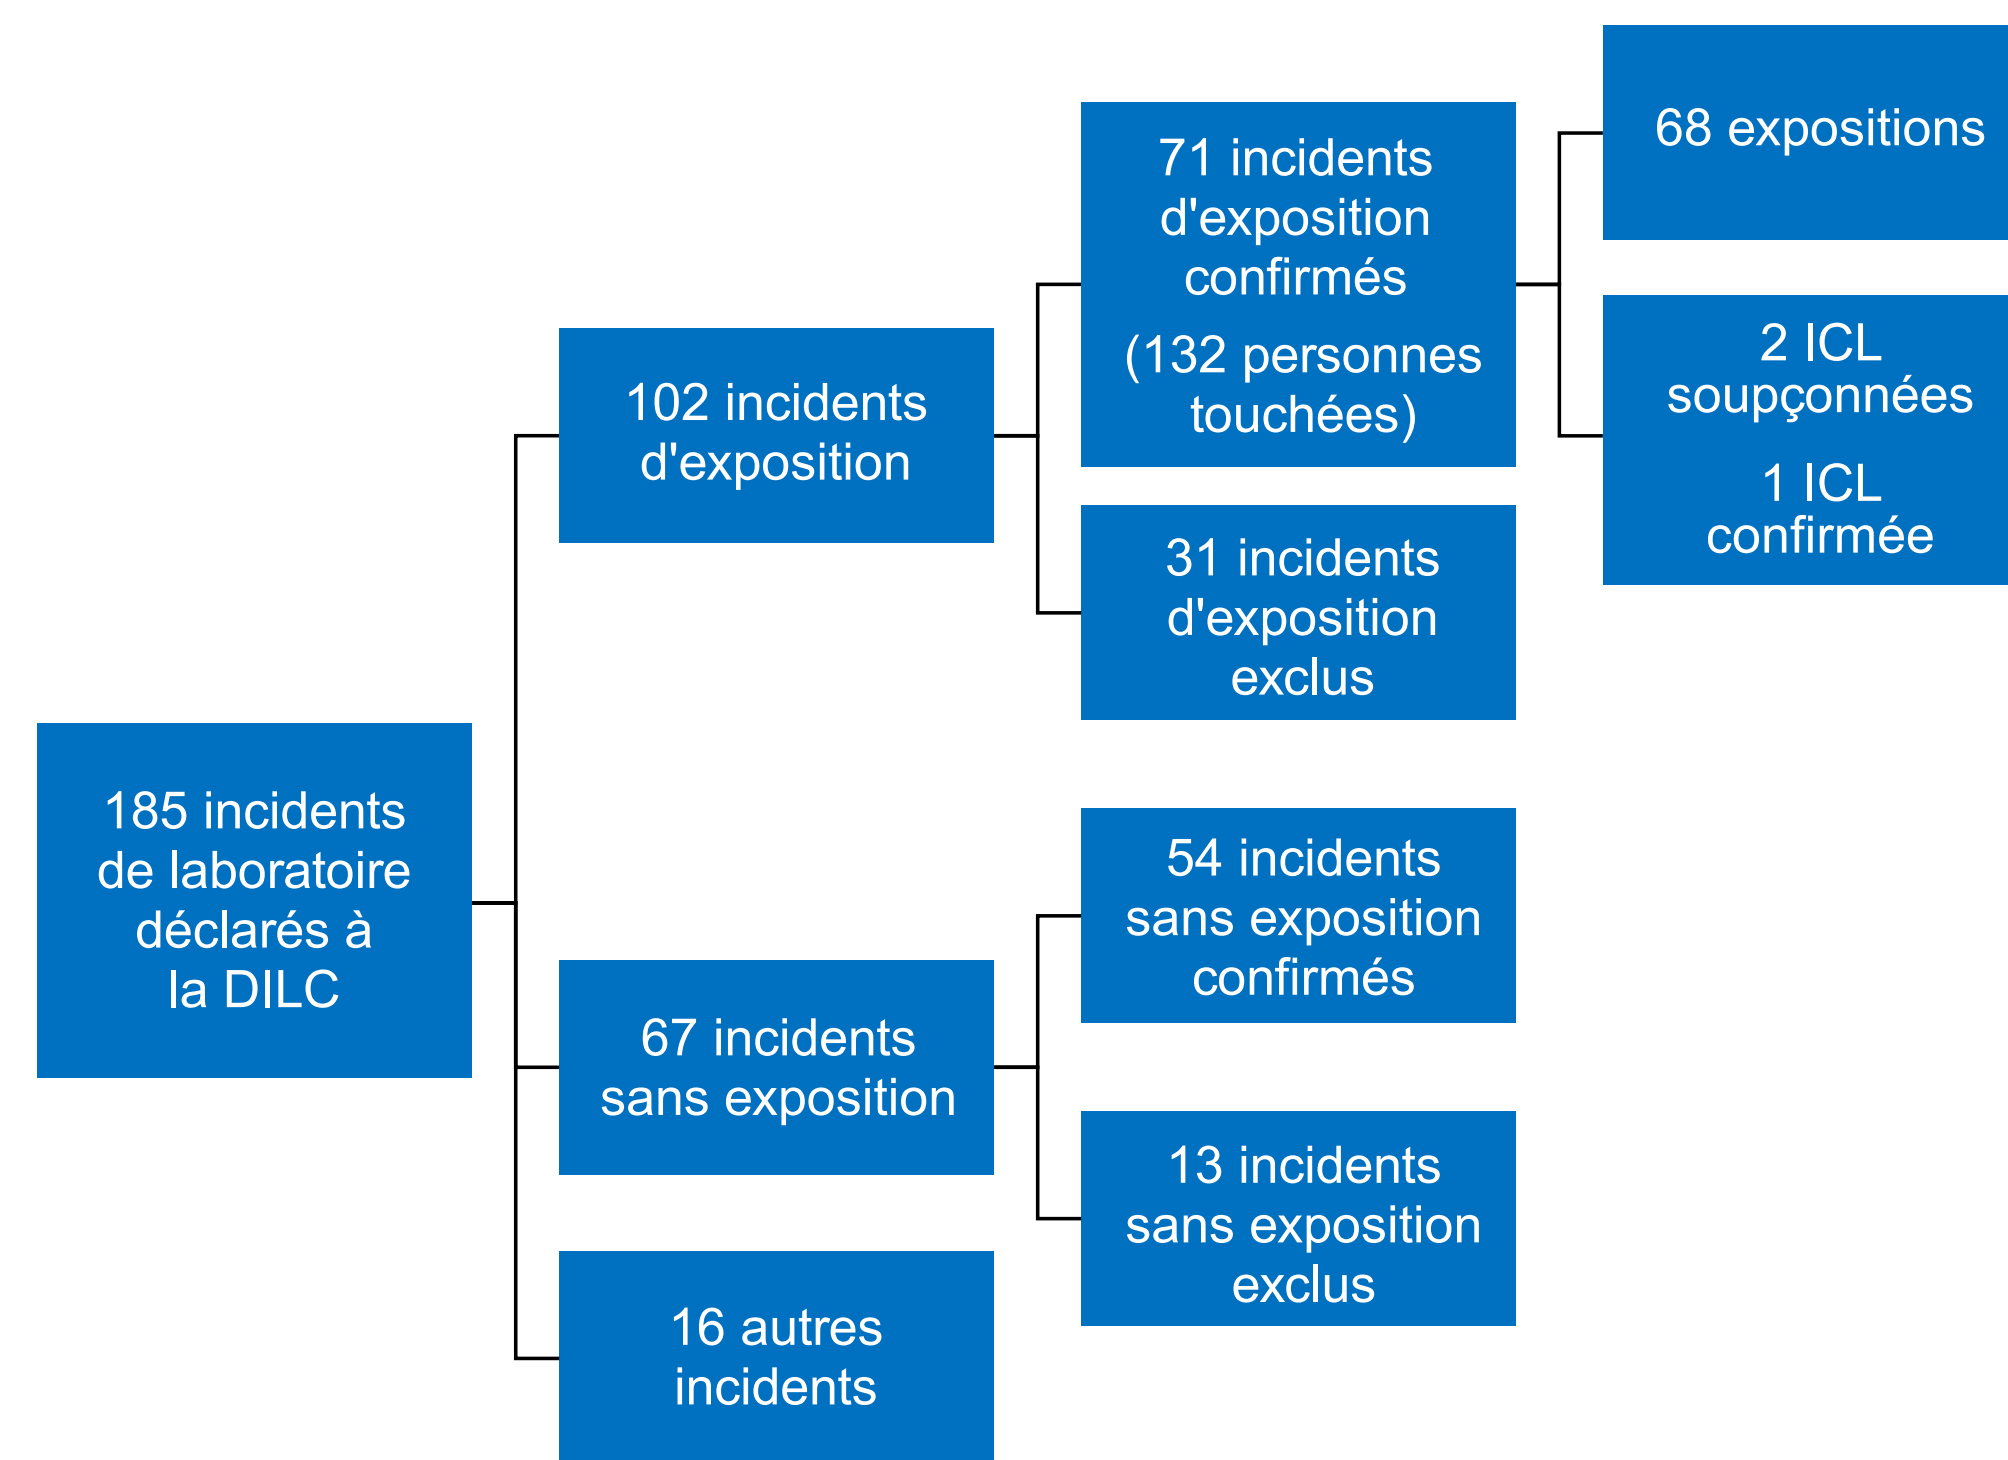 185 incidents
de laboratoire
déclarés à
la DILC
102 incidents
d'exposition
67 incidents
sans exposition
16 autres
incidents
71 incidents
d'exposition
confirmés
(132 personnes
touchées)
31 incidents
d'exposition
exclus
54 incidents
sans exposition
confirmés
13 incidents
sans exposition
exclus
68 expositions
2 ICL
soupçonnées
1 ICL
confirmée